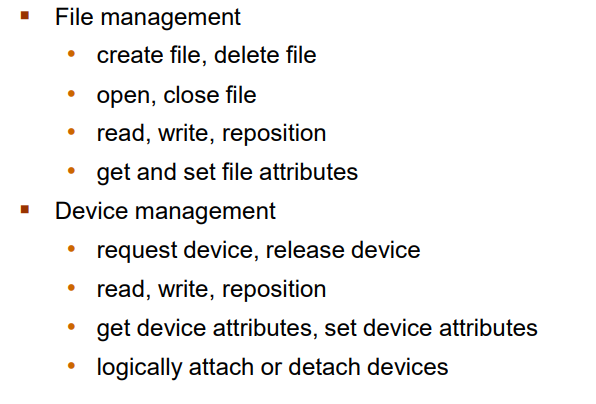 ▪ File management
• create file, delete file
• open, close file
• read, write, reposition
• get and set file attributes
▪ Device management
• request device, release device
• read, write, reposition
• get device attributes, set device attributes
• logically attach or detach devices